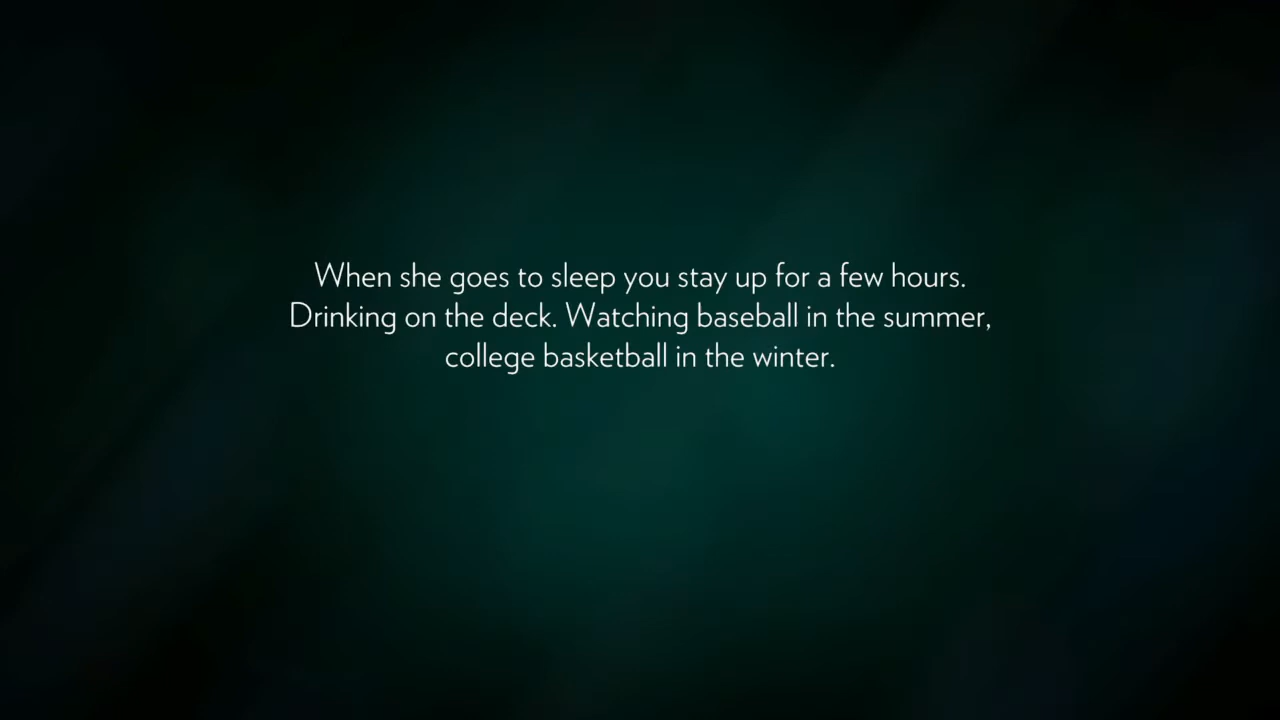 When she goes to sleep you stay up for a few hours.
Drinking on the deck. Watching baseball in the summer,
college basketball in the winter.